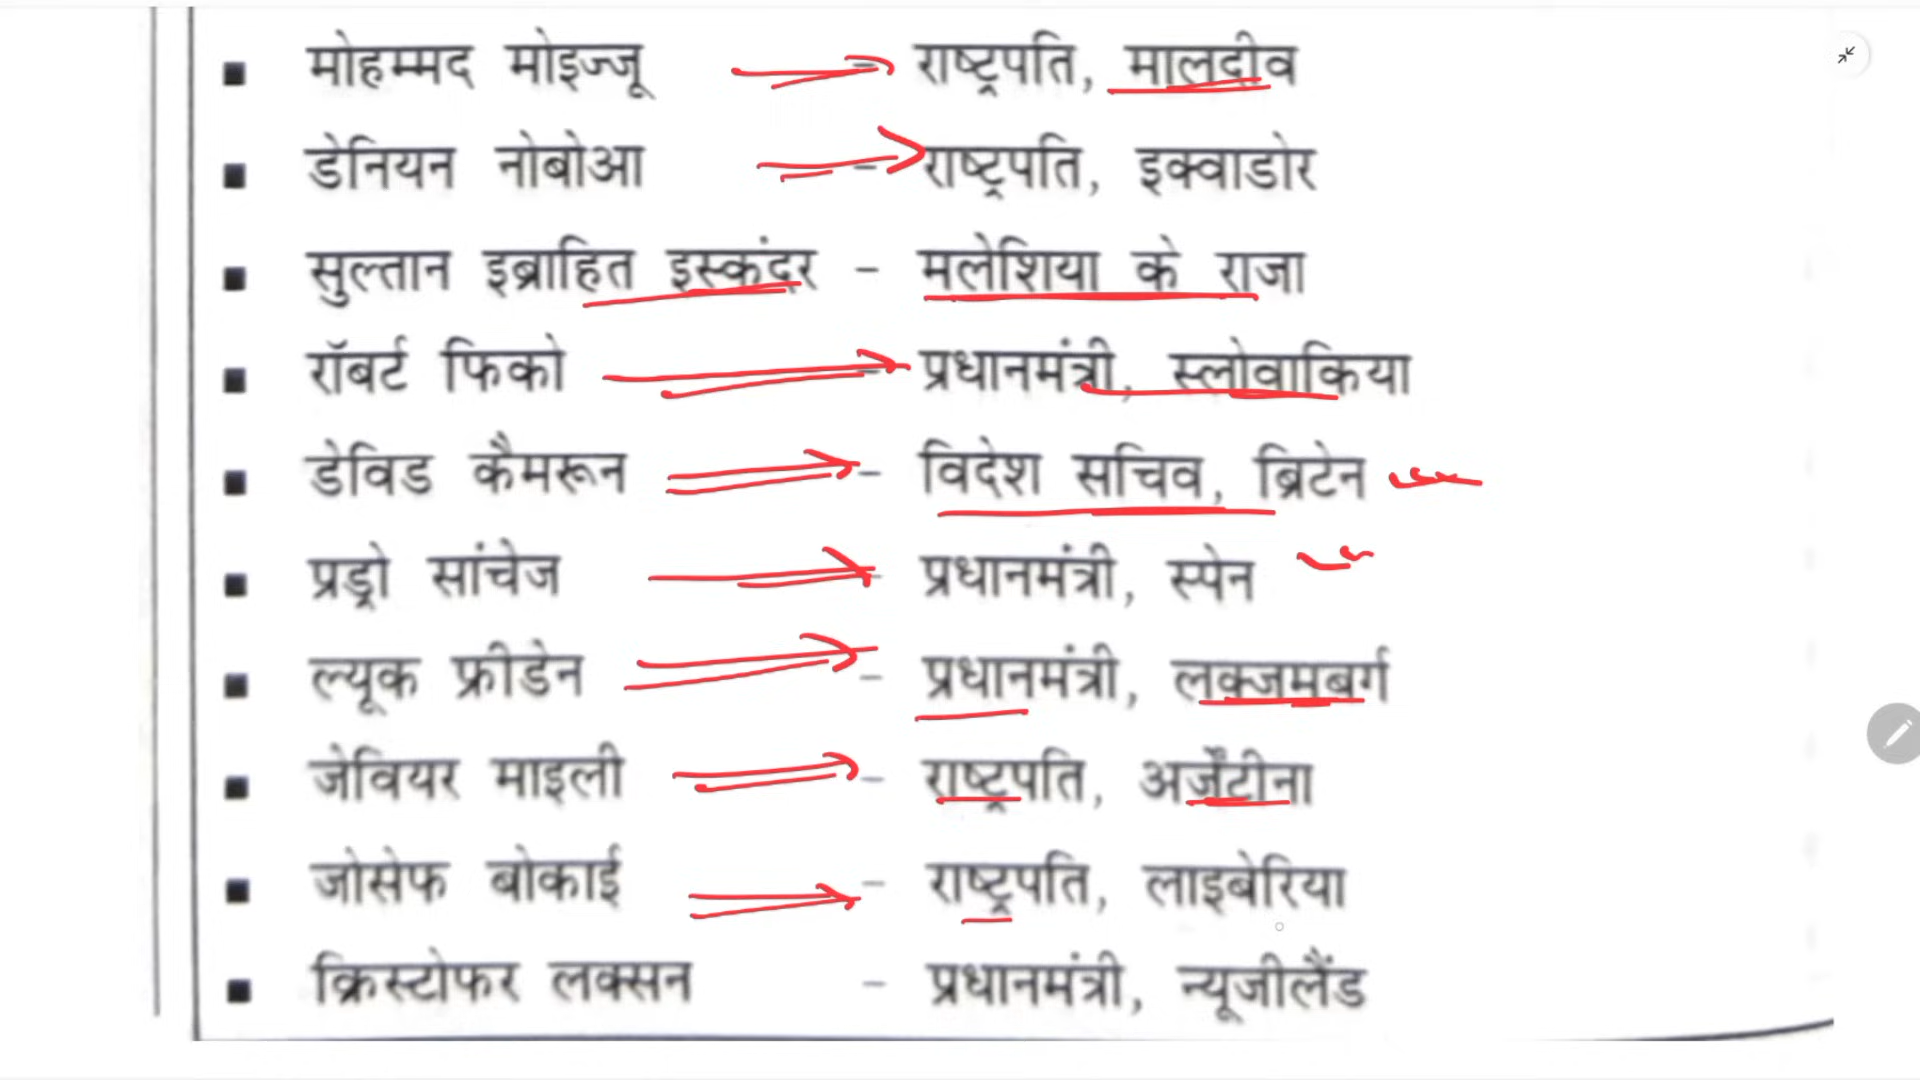 ▪ मोहम्मद मोइज्जू - राष्ट्रपति, मालदीव
▪ डेनियन नोबोआ - राष्ट्रपति, इक्वाडोर
▪ सुल्तान इब्राहित इस्कंदर - मलेशिया के राजा
▪ रॉबर्ट फिको - प्रधानमंत्री, स्लोवाकिया
▪ डेविड कैमरून - विदेश सचिव, ब्रिटेन
▪ प्रड्रो सांचेज - प्रधानमंत्री, स्पेन
▪ ल्यूक फ्रीडेन - प्रधानमंत्री, लक्जमबर्ग
▪ जेवियर माइली - राष्ट्रपति, अर्जेंटीना
▪ जोसेफ बोकाई - राष्ट्रपति, लाइबेरिया
▪ क्रिस्टोफर लक्सन - प्रधानमंत्री, न्यूजीलैंड